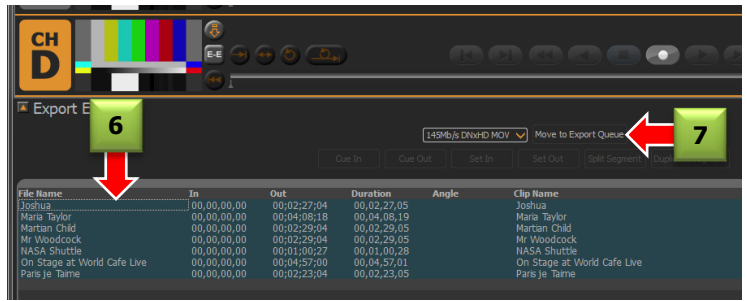 CH
D
E-E
Export E
6
145Mb/s DNxHD MOV
Move to Export Queue
7
Cue In Cue Out Set In Set Out Split Segment
File Name In Out Duration Angle Clip Name
Joshua 00,00,00,00 00;02;27;04 00,02,27,05 Joshua
Maria Taylor 00,00,00,00 00;04;08;18 00,04,08,19 Maria Taylor
Martian Child 00,00,00,00 00;02;29;04 00,02,29,05 Martian Child
Mr Woodcock 00,00,00,00 00;02;29;04 00,02,29,05 Mr Woodcock
NASA Shuttle 00,00,00,00 00;01;00;27 00,01,00,28 NASA Shuttle
On Stage at World Cafe Live 00,00,00,00 00;04;57;00 00,04,57,01 On Stage at World Cafe Live
Paris je Taime 00,00,00,00 00;02;23;04 00,02,23,05 Paris je Taime